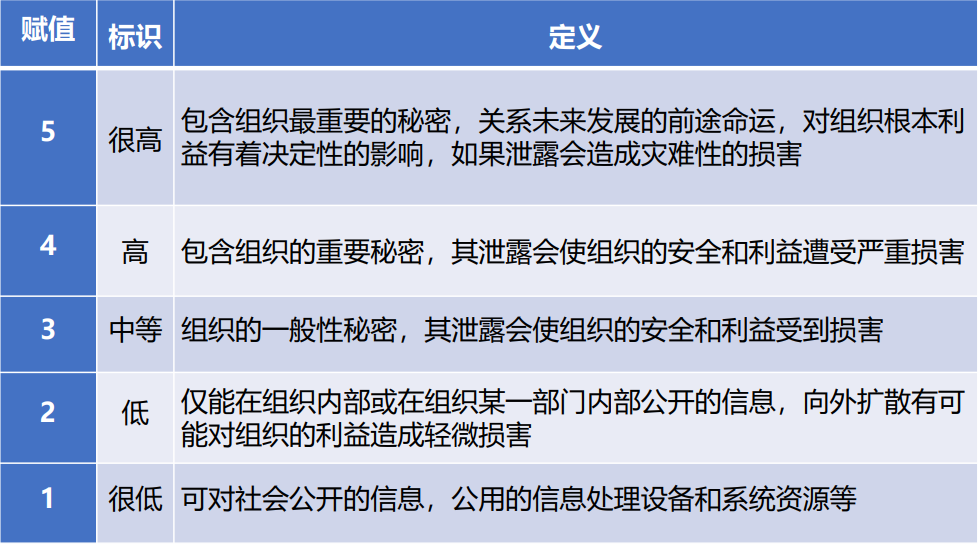 赋值 标识 定义
5 很高 包含组织最重要的秘密，关系未来发展的前途命运，对组织根本利
益有着决定性的影响，如果泄露会造成灾难性的损害
4 高 包含组织的重要秘密，其泄露会使组织的安全和利益遭受严重损害
3 中等 组织的一般性秘密，其泄露会使组织的安全和利益受到损害
2 低 仅能在组织内部或在组织某一部门内部公开的信息，向外扩散有可
能对组织的利益造成轻微损害
1 很低 可对社会公开的信息，公用的信息处理设备和系统资源等